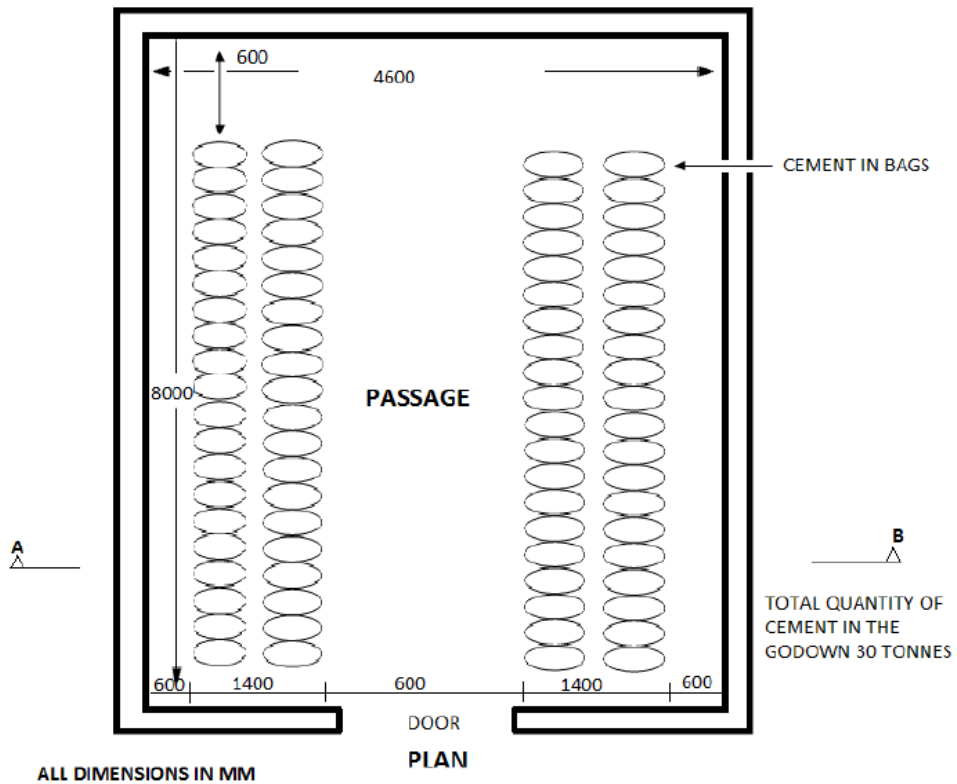 600
4600
CEMENT IN BAGS
8000
PASSAGE
A
B
TOTAL QUANTITY OF
CEMENT IN THE
GODOWN 30 TONNES
600 1400 600 1400 600
DOOR
PLAN
ALL DIMENSIONS IN MM